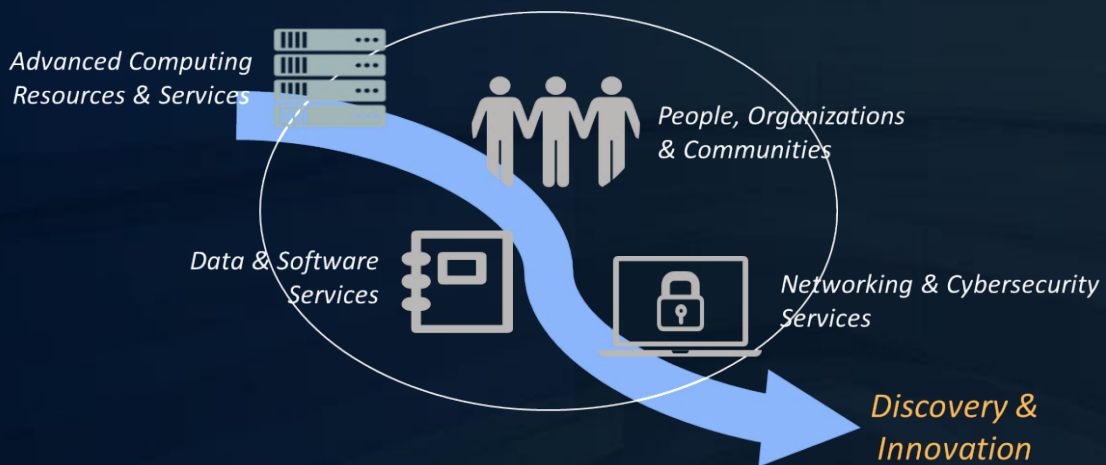 Advanced Computing
Resources & Services
People, Organizations
& Communities
Data & Software
Services
Networking & Cybersecurity
Services
Discovery &
Innovation